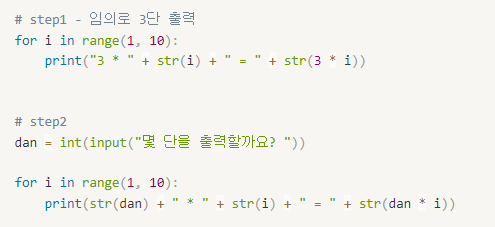 # step1 - 임의로 3단 출력
for i in range(1, 10):
    print("3 * " + str(i) + " = " + str(3 * i))
# step2
dan = int(input("몇 단을 출력할까요? "))
for i in range(1, 10):
    print(str(dan) + " * " + str(i) + " = " + str(dan * i))